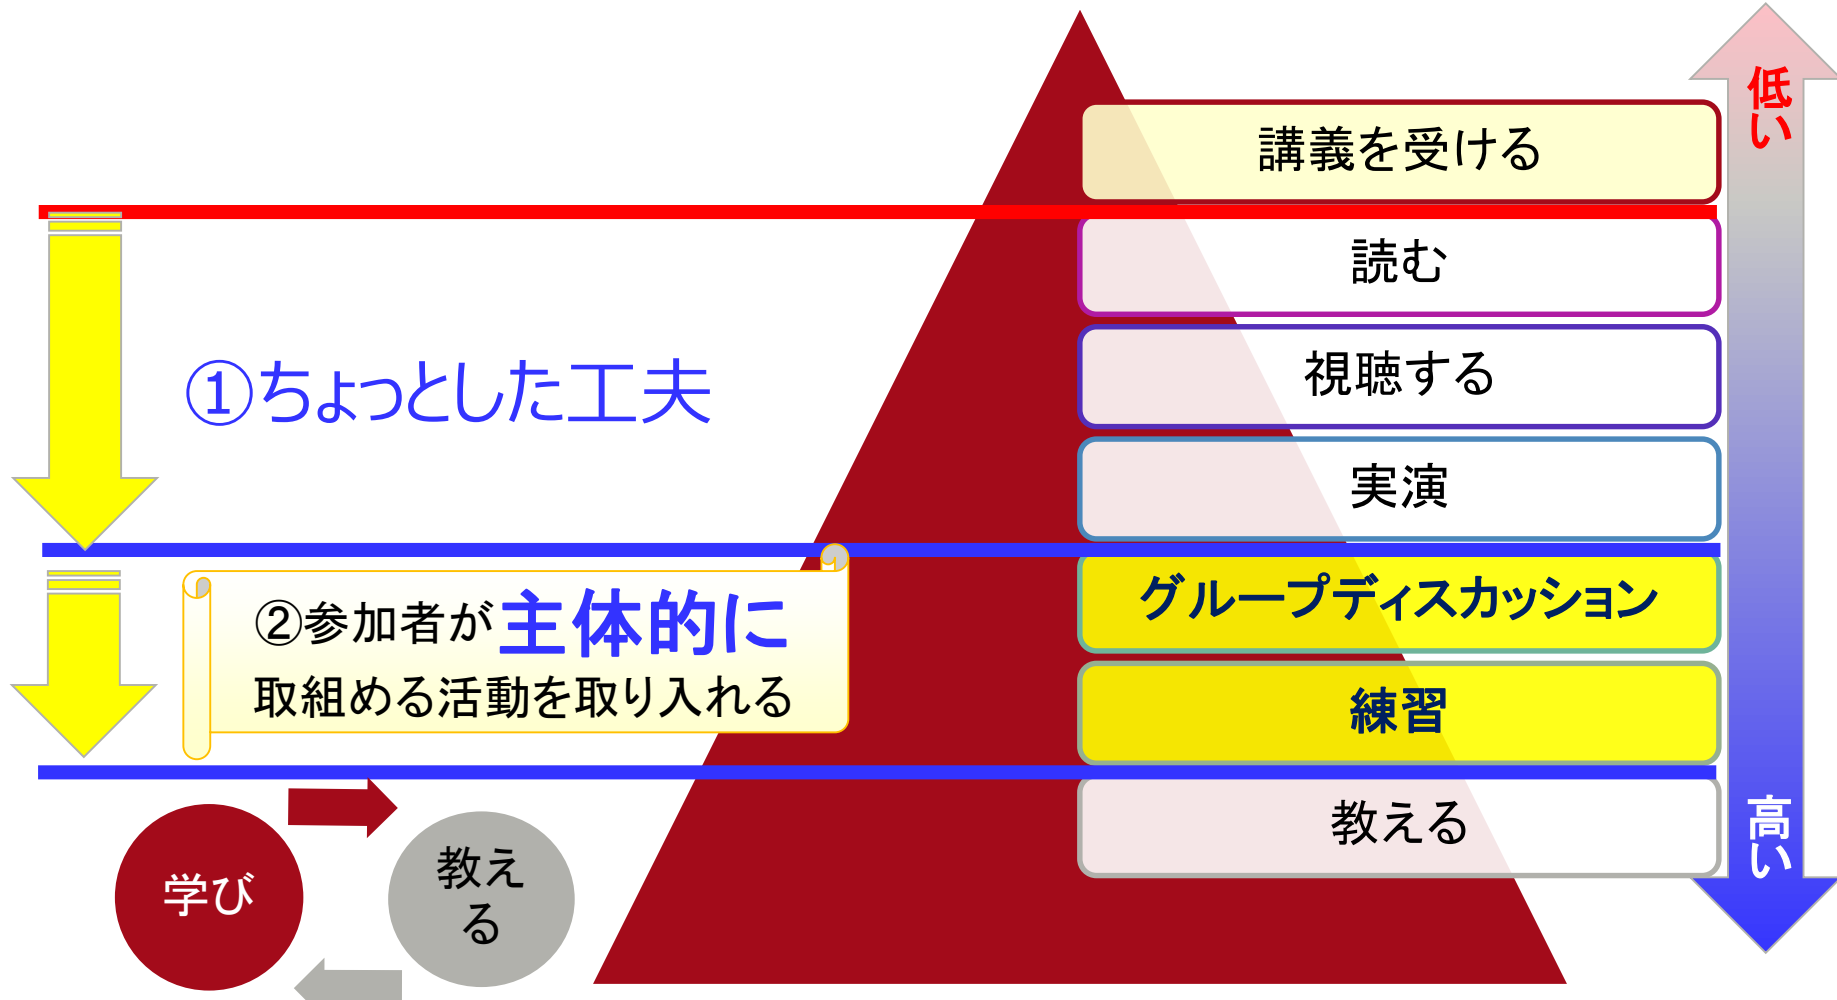 低い
講義を受ける
読む
①ちょっとした工夫
視聴する
実演
グループディスカッション
②参加者が主体的に
取組める活動を取り入れる
練習
教える
高い
学び
教え
る